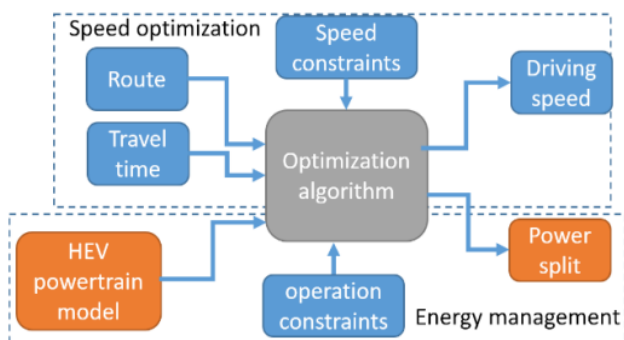 Speed optimization
Speed
constraints
Driving
speed
Route
Travel
time
Optimization
algorithm
HEV
powertrain
model
Power
split
operation
constraints
Energy management